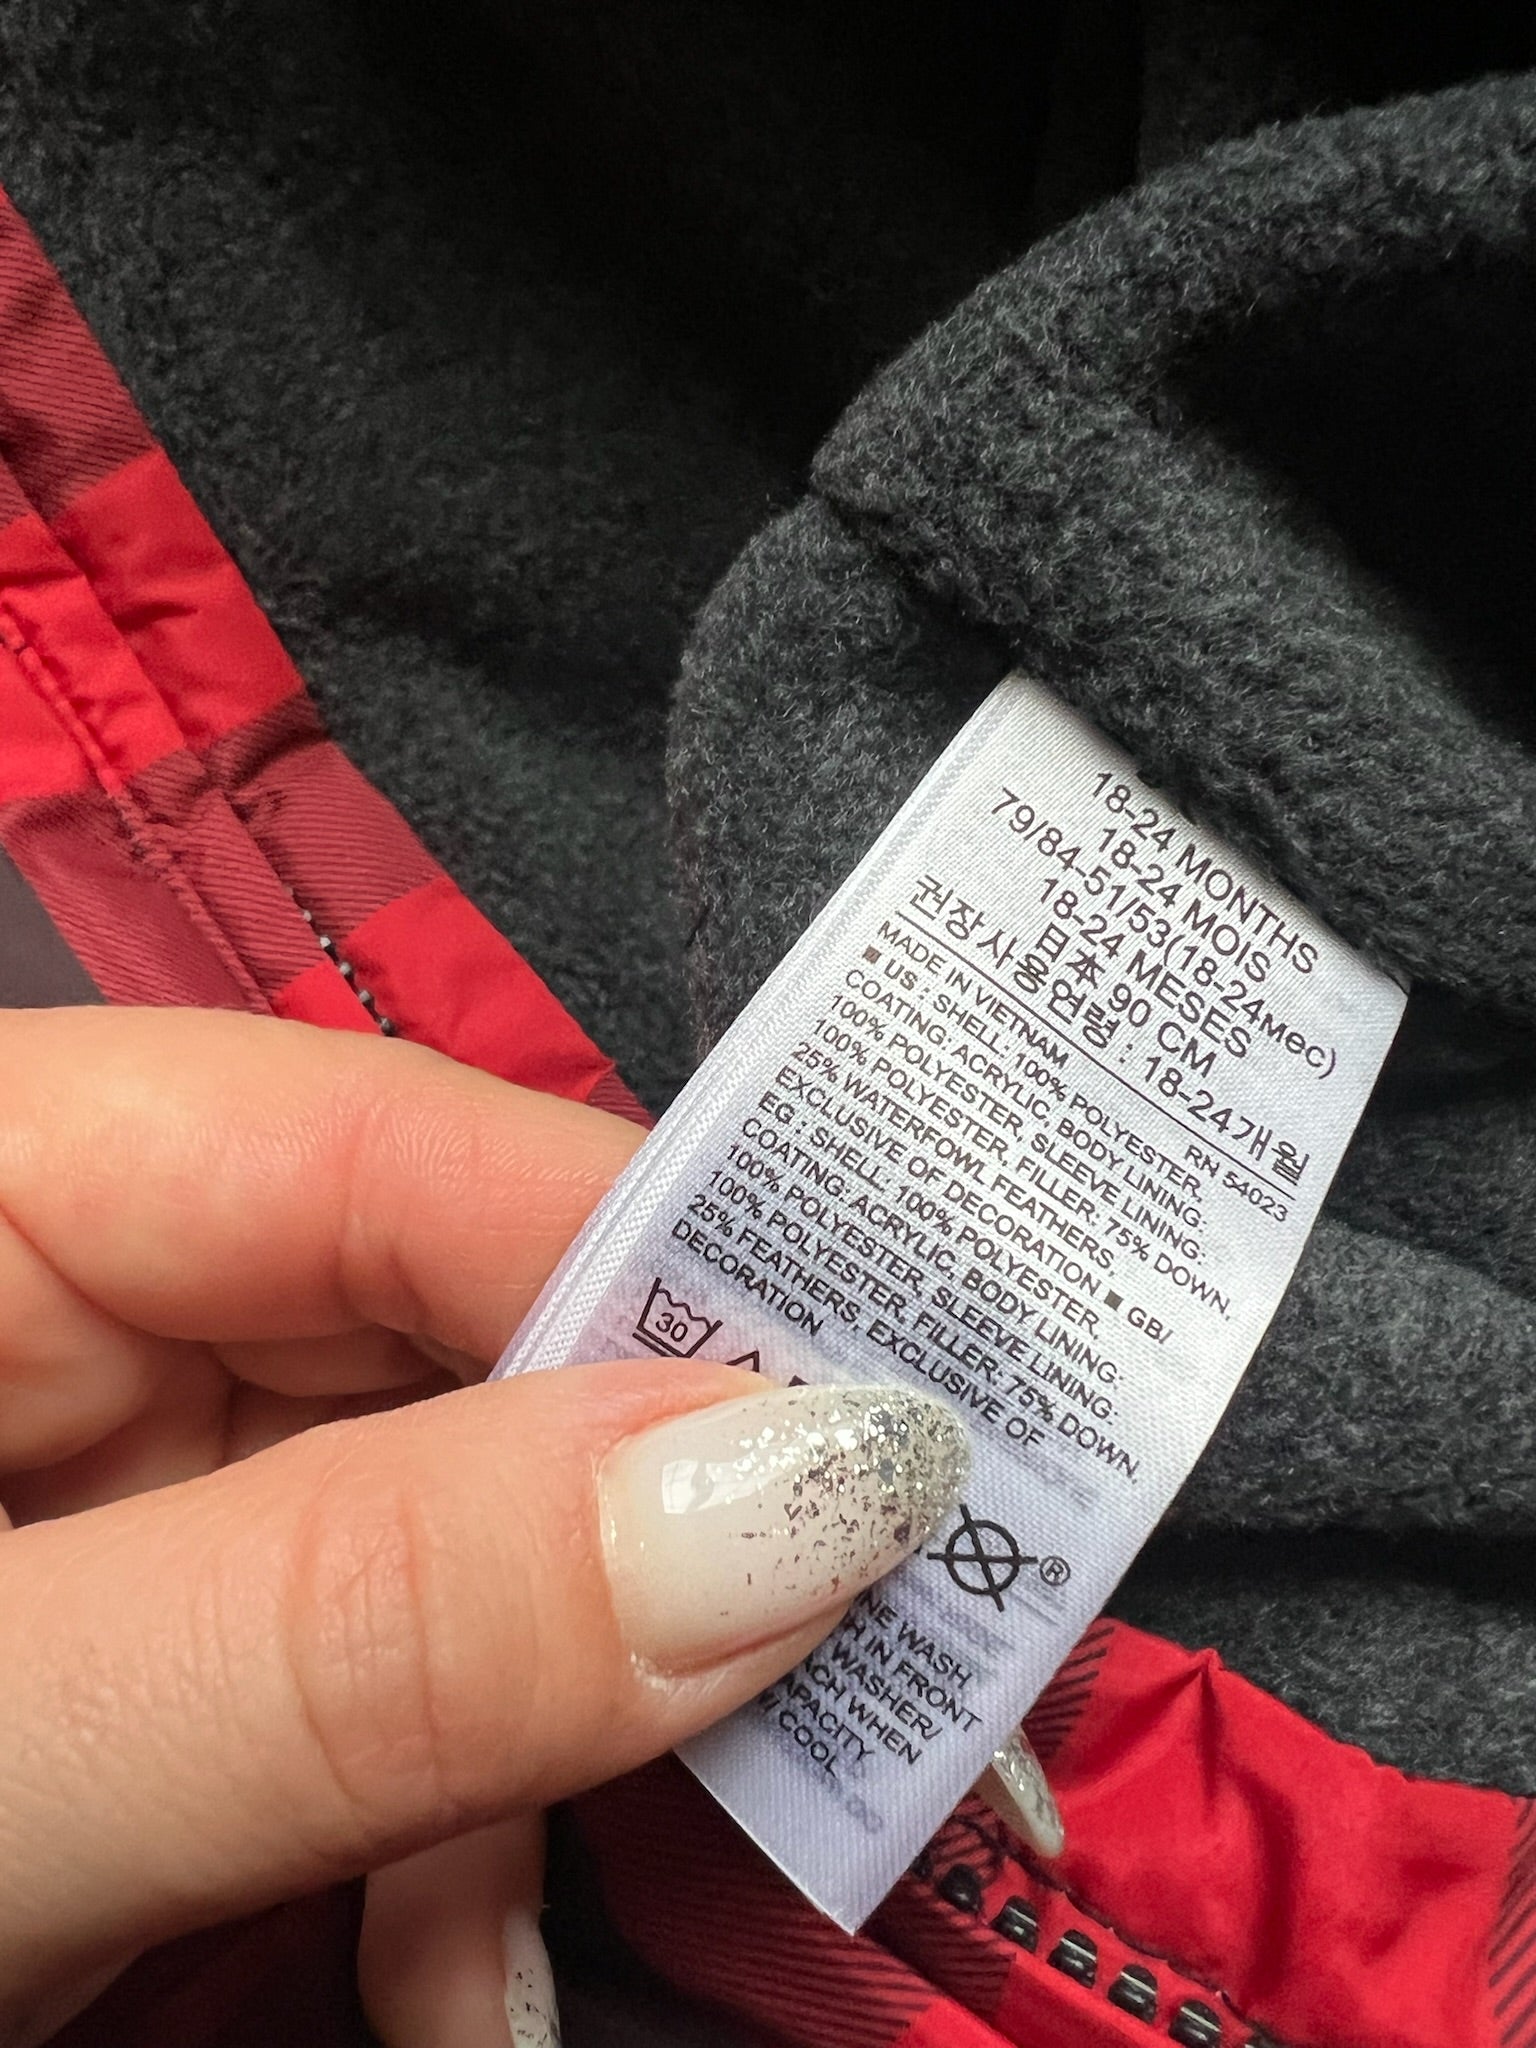 18-24 MONTHS
18-24 MOIS
79/84-51/53(18-24мес)
18-24 MESES
日本 90 CM
권장사용연령 : 18-24개월
MADE IN VIETNAM RN 54023
■ US : SHELL: 100% POLYESTER,
COATING: ACRYLIC, BODY LINING:
100% POLYESTER, SLEEVE LINING:
100% POLYESTER, FILLER: 75% DOWN,
25% WATERFOWL FEATHERS,
EXCLUSIVE OF DECORATION ■ GB/
EG : SHELL: 100% POLYESTER,
COATING: ACRYLIC, BODY LINING:
100% POLYESTER, SLEEVE LINING:
100% POLYESTER, FILLER: 75% DOWN,
25% FEATHERS, EXCLUSIVE OF
DECORATION
30
®
WASH
IN FRONT
WASHER/
WHEN
COOL